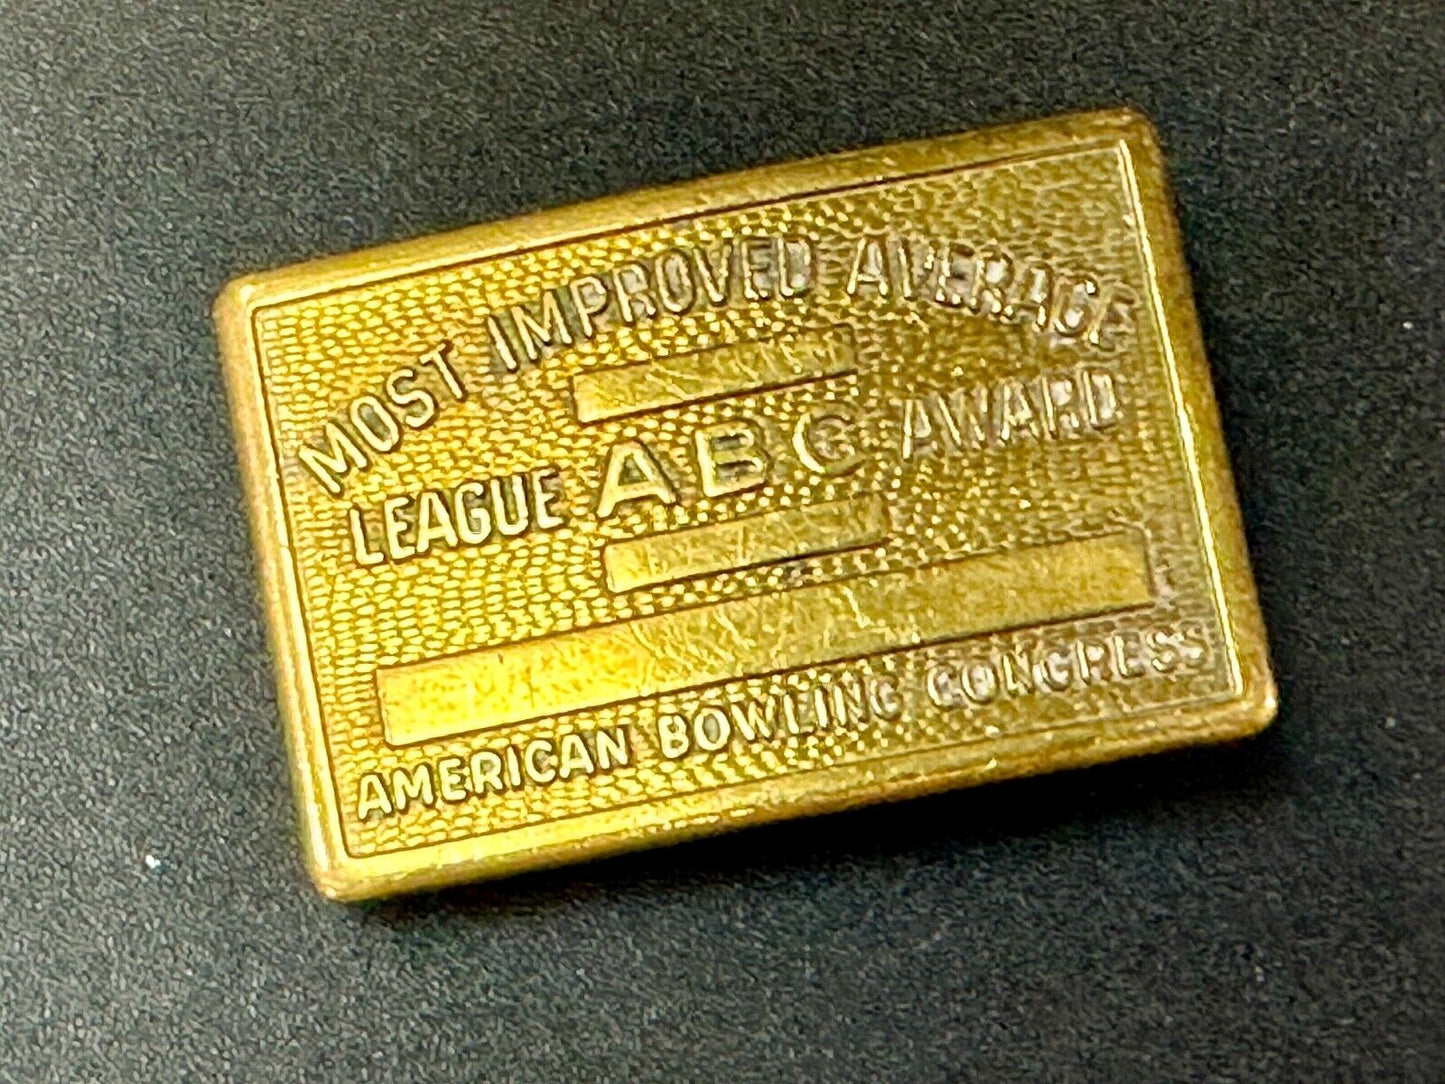 MOST IMPROVED AVERAGE
LEAGUE ABC AWARD
AMERICAN BOWLING CONGRESS